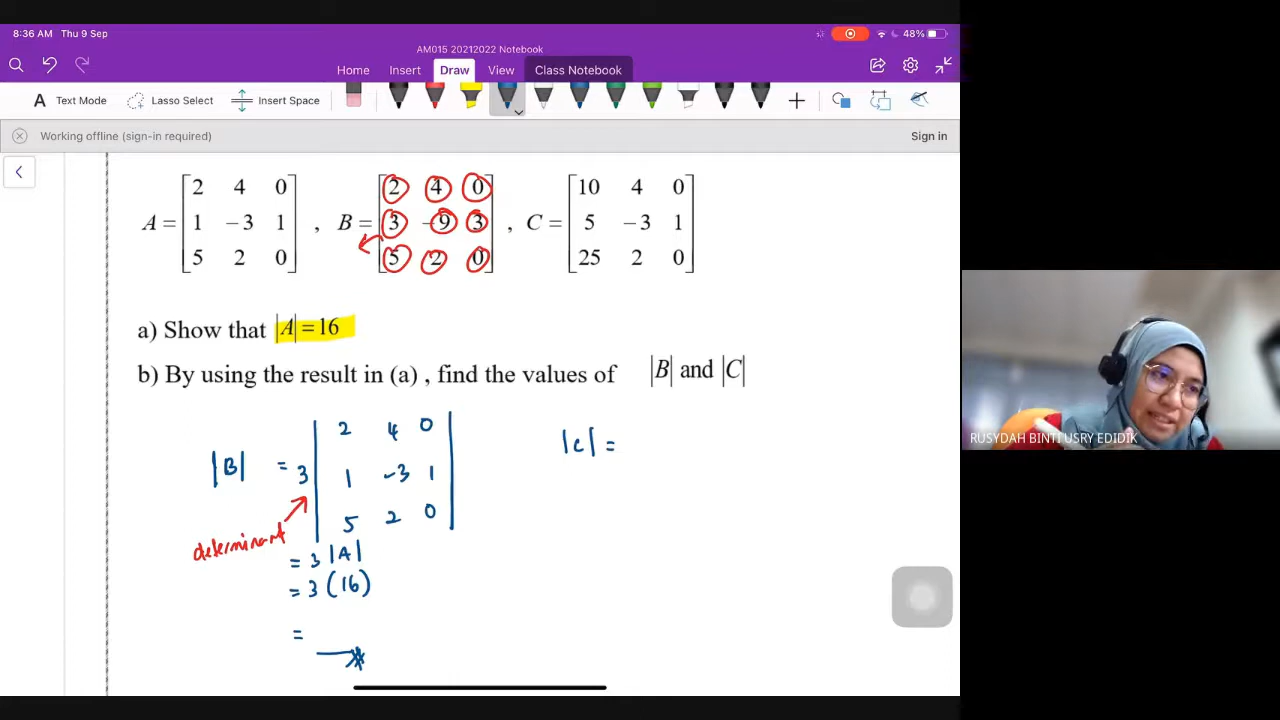 8:36 AM Thu 9 Sep
48%
AM015 20212022 Notebook
Home Insert Draw View Class Notebook
A Text Mode Lasso Select Insert Space
Working offline (sign-in required) Sign in
A = [2 4 0; 1 −3 1; 5 2 0] , B = [2 4 0; 3 −9 3; 5 2 0] , C = [10 4 0; 5 −3 1; 25 2 0]
a) Show that |A| = 16
b) By using the result in (a) , find the values of |B| and |C|
|B| = 3 |2 4 0; 1 -3 1; 5 2 0|
|C| =
determinant
= 3 |A|
= 3 (16)
=
RUSYDAH BINTI USRY EDIDIK